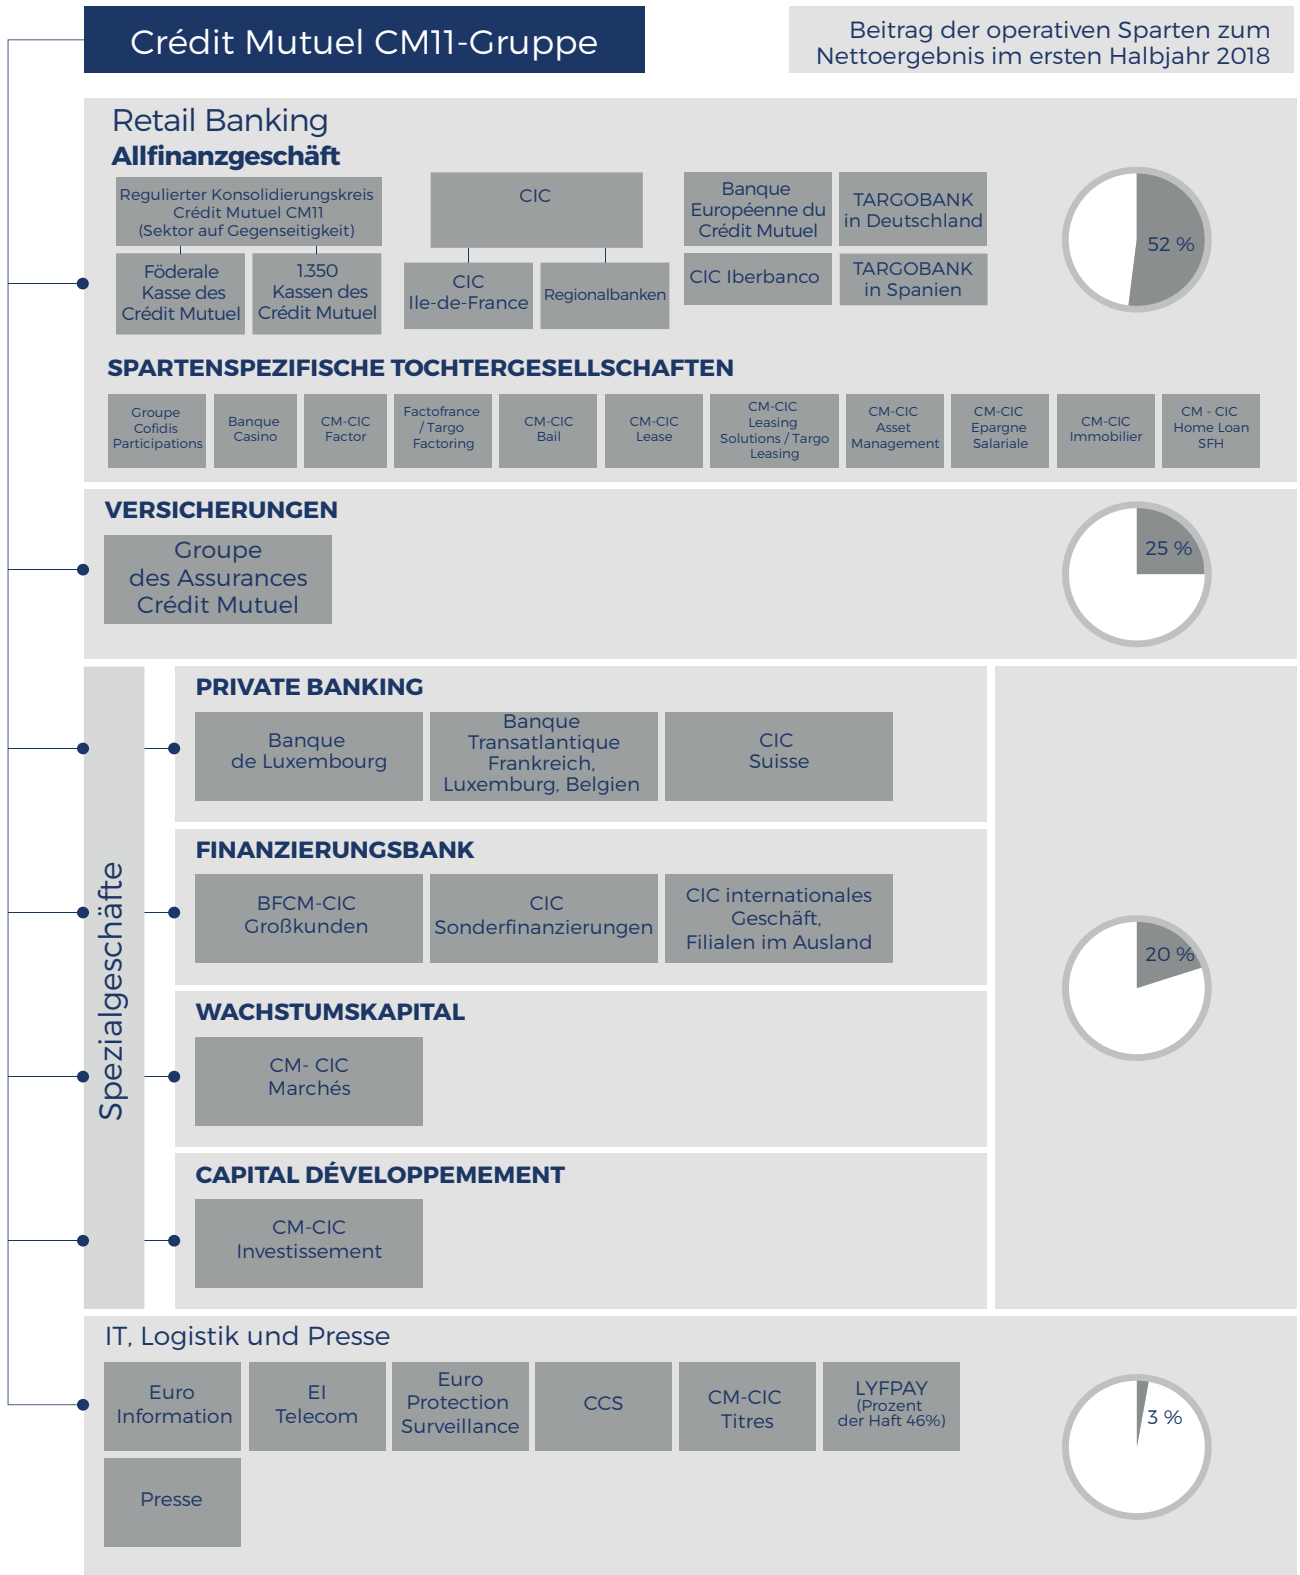 Crédit Mutuel CM11-Gruppe
Beitrag der operativen Sparten zum
Nettoergebnis im ersten Halbjahr 2018
Retail Banking
Allfinanzgeschäft
Regulierter Konsolidierungskreis
Crédit Mutuel CM11
(Sektor auf Gegenseitigkeit)
Föderale
Kasse des
Crédit Mutuel
1.350
Kassen des
Crédit Mutuel
CIC
CIC
Ile-de-France
Regionalbanken
Banque
Européenne du
Crédit Mutuel
TARGOBANK
in Deutschland
CIC Iberbanco
TARGOBANK
in Spanien
52 %
SPARTENSPEZIFISCHE TOCHTERGESELLSCHAFTEN
Groupe
Cofidis
Participations
Banque
Casino
CM-CIC
Factor
Factofrance
/ Targo
Factoring
CM-CIC
Bail
CM-CIC
Lease
CM-CIC
Leasing
Solutions / Targo
Leasing
CM-CIC
Asset
Management
CM-CIC
Epargne
Salariale
CM-CIC
Immobilier
CM - CIC
Home Loan
SFH
VERSICHERUNGEN
Groupe
des Assurances
Crédit Mutuel
25 %
Spezialgeschäfte
PRIVATE BANKING
Banque
de Luxembourg
Banque
Transatlantique
Frankreich,
Luxemburg, Belgien
CIC
Suisse
FINANZIERUNGSBANK
BFCM-CIC
Großkunden
CIC
Sonderfinanzierungen
CIC internationales
Geschäft,
Filialen im Ausland
20 %
WACHSTUMSKAPITAL
CM- CIC
Marchés
CAPITAL DÉVELOPPEMEMENT
CM-CIC
Investissement
IT, Logistik und Presse
Euro
Information
EI
Telecom
Euro
Protection
Surveillance
CCS
CM-CIC
Titres
LYFPAY
(Prozent
der Haft 46%)
Presse
3 %